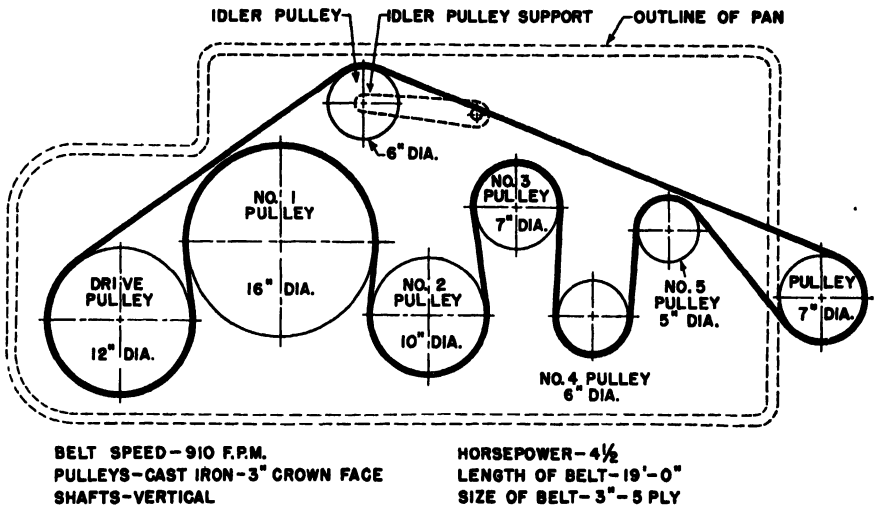 IDLER PULLEY
IDLER PULLEY SUPPORT
OUTLINE OF PAN
6" DIA.
NO. 1
PULLEY
16" DIA.
NO. 3
PULLEY
7" DIA.
DRIVE
PULLEY
12" DIA.
NO. 2
PULLEY
10" DIA.
NO. 5
PULLEY
5" DIA.
PULLEY
7" DIA.
NO. 4 PULLEY
6" DIA.
BELT SPEED-910 F.P.M.
PULLEYS-CAST IRON-3" CROWN FACE
SHAFTS-VERTICAL
HORSEPOWER-4½
LENGTH OF BELT-19'-0"
SIZE OF BELT-3"-5 PLY